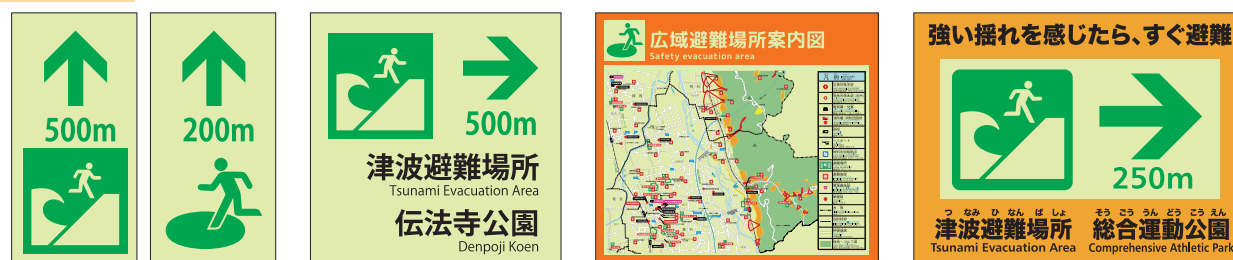 500m
200m
500m
津波避難場所
Tsunami Evacuation Area
伝法寺公園
Denpoji Koen
広域避難場所案内図
Safety evacuation area
強い揺れを感じたら、すぐ避難
250m
つ なみ ひ なん ば しょ
津波避難場所
Tsunami Evacuation Area
そう ごう うん どう こう えん
総合運動公園
Comprehensive Athletic Park